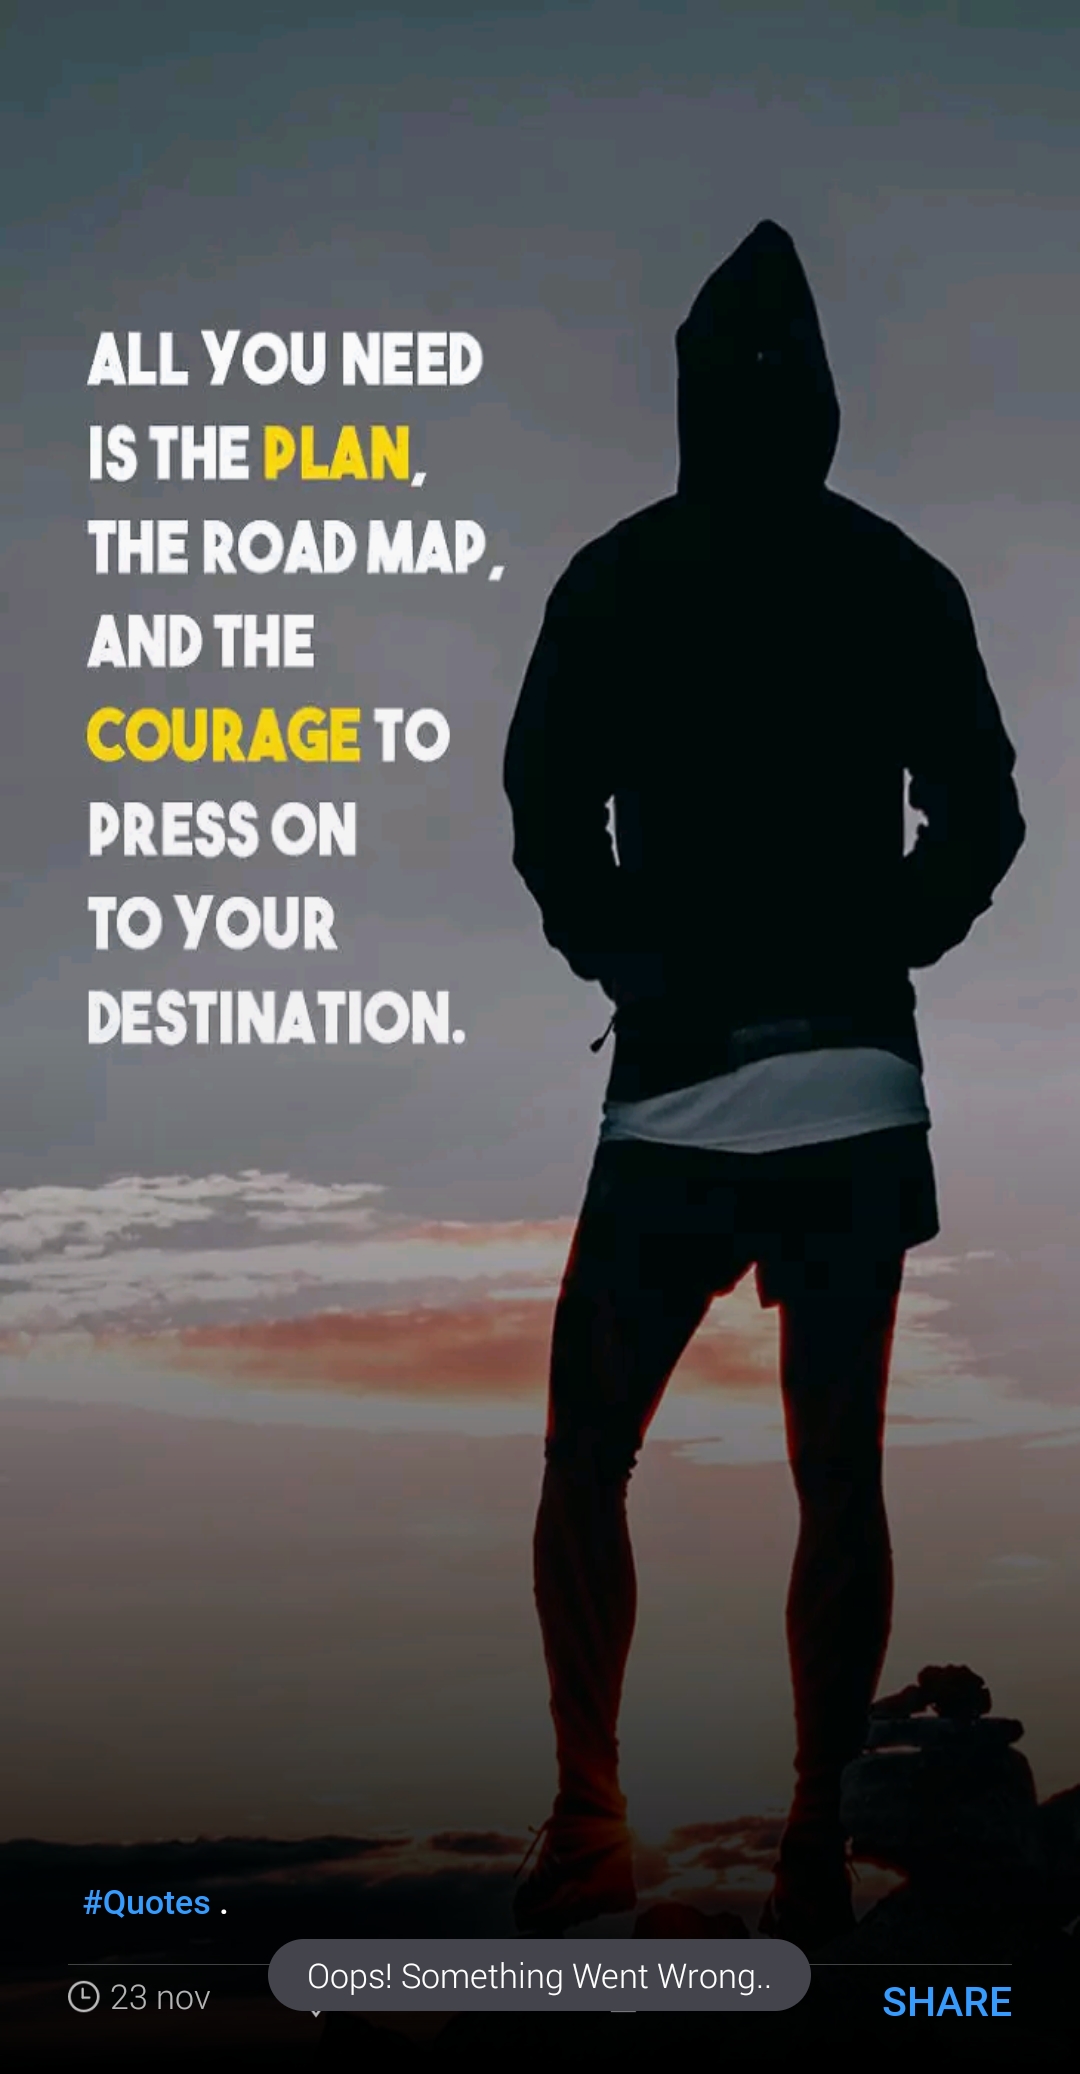 ALL YOU NEED
IS THE PLAN,
THE ROAD MAP,
AND THE
COURAGE TO
PRESS ON
TO YOUR
DESTINATION.
#Quotes .
Oops! Something Went Wrong..
23 nov
SHARE